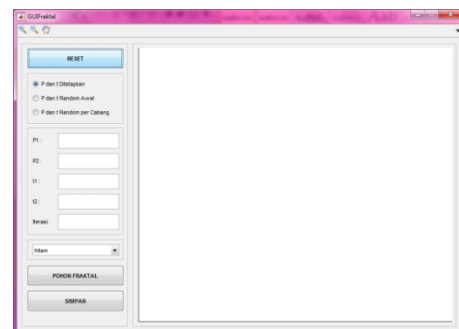 GUIFraktal
RESET
P dan t Ditetapkan
P dan t Random Awal
P dan t Random per Cabang
P1 :
P2 :
t1 :
t2 :
Iterasi :
Hitam
POHON FRAKTAL
SIMPAN